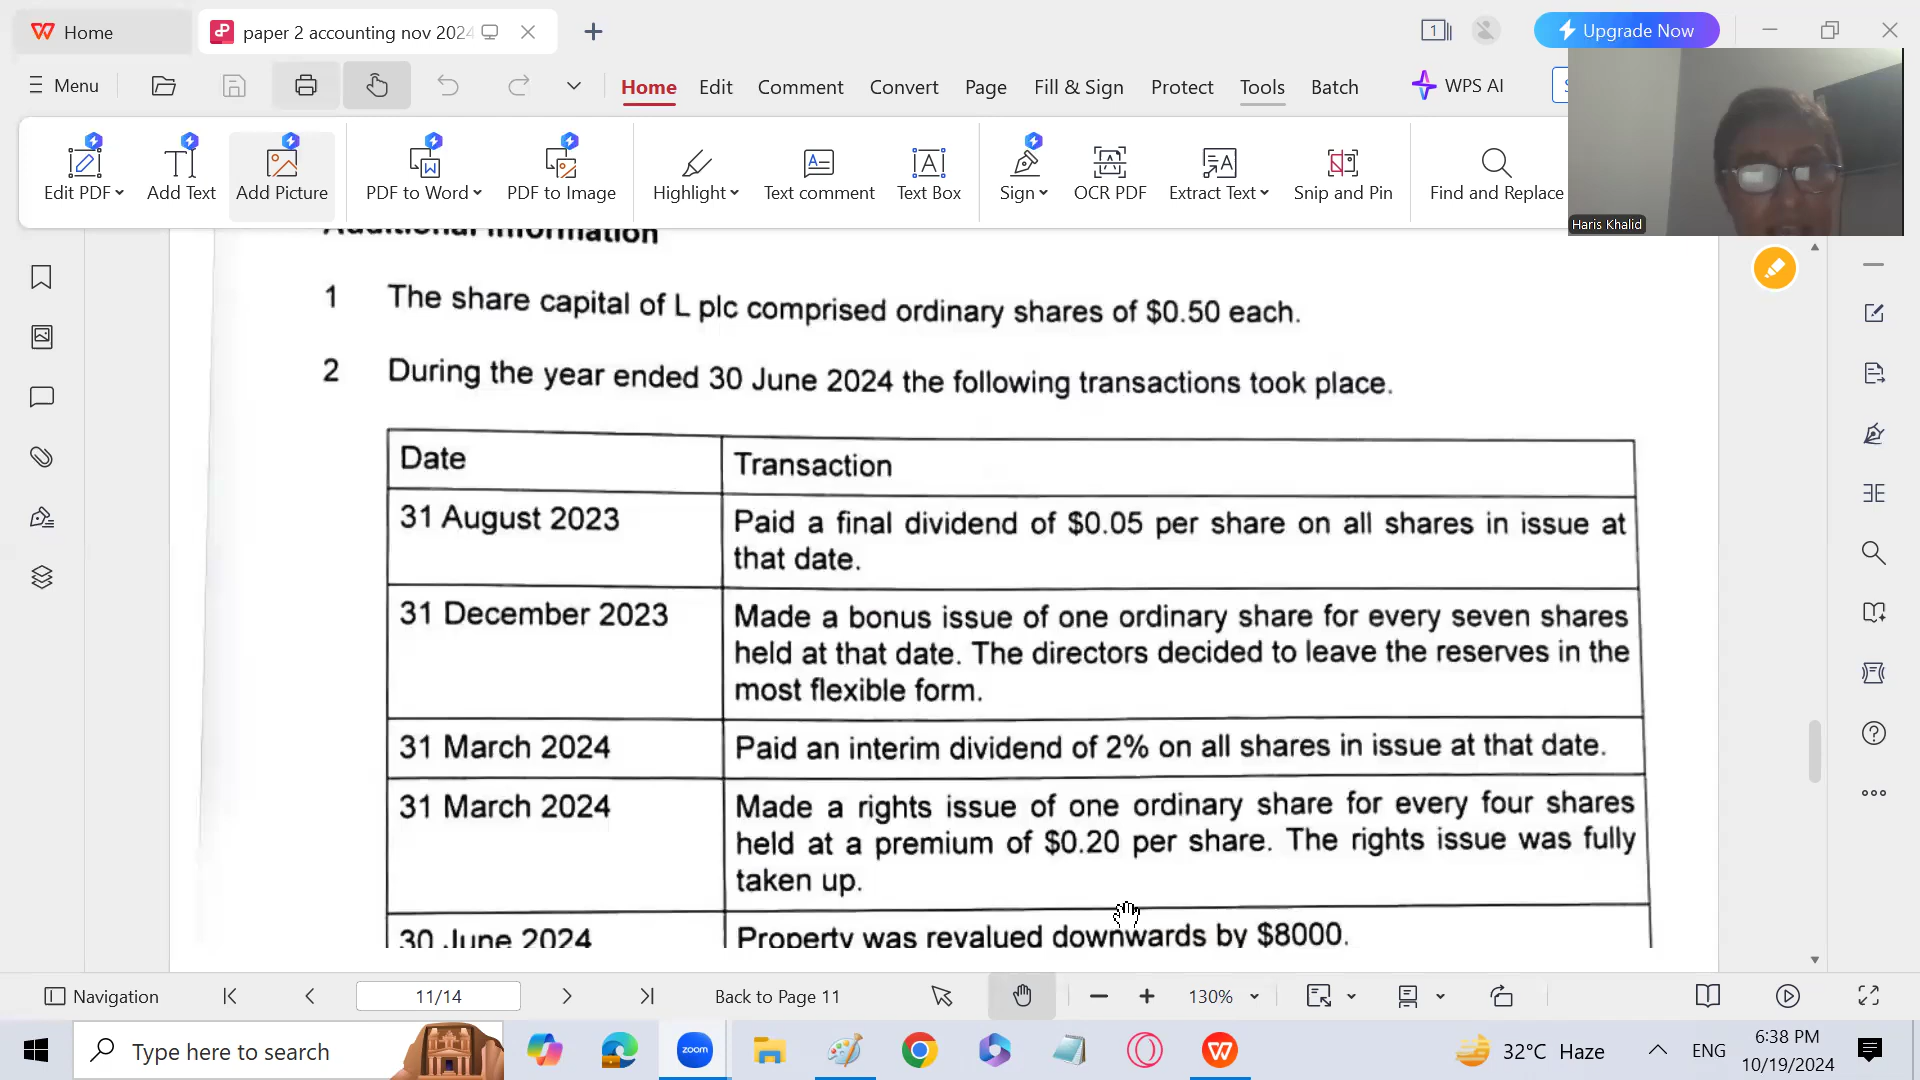 Home
paper 2 accounting nov 2024
Upgrade Now
Menu
Home Edit Comment Convert Page Fill & Sign Protect Tools Batch WPS AI
Edit PDF Add Text Add Picture PDF to Word PDF to Image Highlight Text comment Text Box Sign OCR PDF Extract Text Snip and Pin Find and Replace
Haris Khalid
Additional information
1 The share capital of L plc comprised ordinary shares of $0.50 each.
2 During the year ended 30 June 2024 the following transactions took place.
Date Transaction
31 August 2023 Paid a final dividend of $0.05 per share on all shares in issue at
that date.
31 December 2023 Made a bonus issue of one ordinary share for every seven shares
held at that date. The directors decided to leave the reserves in the
most flexible form.
31 March 2024 Paid an interim dividend of 2% on all shares in issue at that date.
31 March 2024 Made a rights issue of one ordinary share for every four shares
held at a premium of $0.20 per share. The rights issue was fully
taken up.
30 June 2024 Property was revalued downwards by $8000.
Navigation 11/14 Back to Page 11 130%
Type here to search zoom 32°C Haze ENG 6:38 PM
10/19/2024